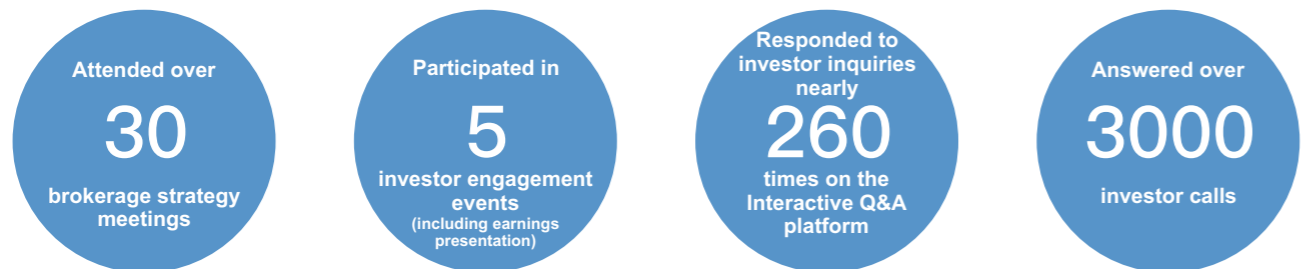 Attended over
30
brokerage strategy
meetings
Participated in
5
investor engagement
events
(including earnings
presentation)
Responded to
investor inquiries
nearly
260
times on the
Interactive Q&A
platform
Answered over
3000
investor calls